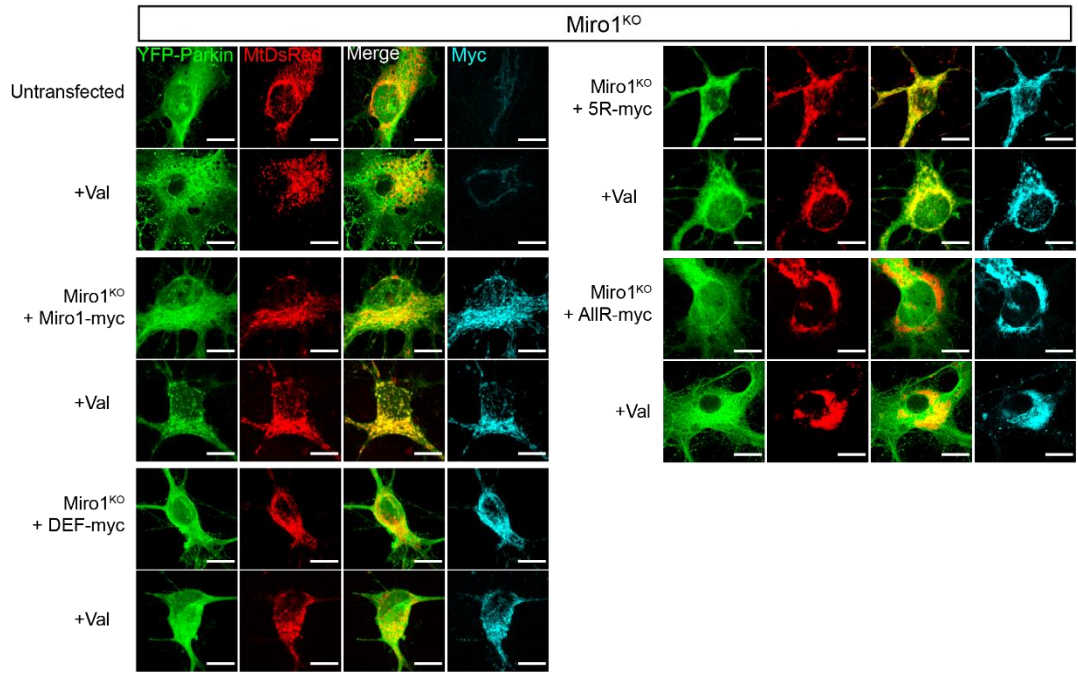 Miro1KO
YFP-Parkin MtDsRed Merge Myc
Untransfected
+Val
Miro1KO
+ Miro1-myc
+Val
Miro1KO
+ DEF-myc
+Val
Miro1KO
+ 5R-myc
+Val
Miro1KO
+ AllR-myc
+Val